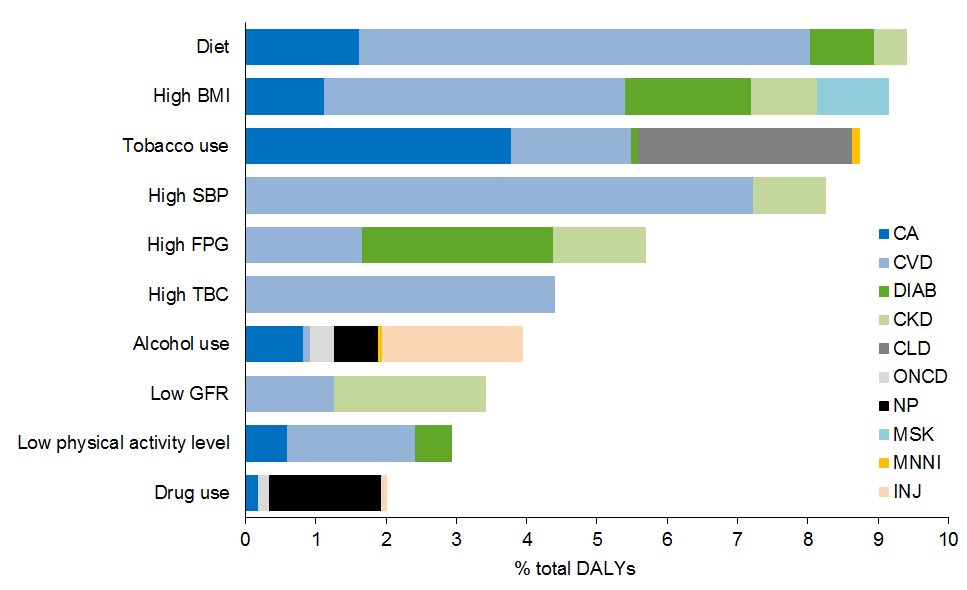 Diet
High BMI
Tobacco use
High SBP
High FPG
High TBC
Alcohol use
Low GFR
Low physical activity level
Drug use
CA
CVD
DIAB
CKD
CLD
ONCD
NP
MSK
MNNI
INJ
0 1 2 3 4 5 6 7 8 9 10
% total DALYs